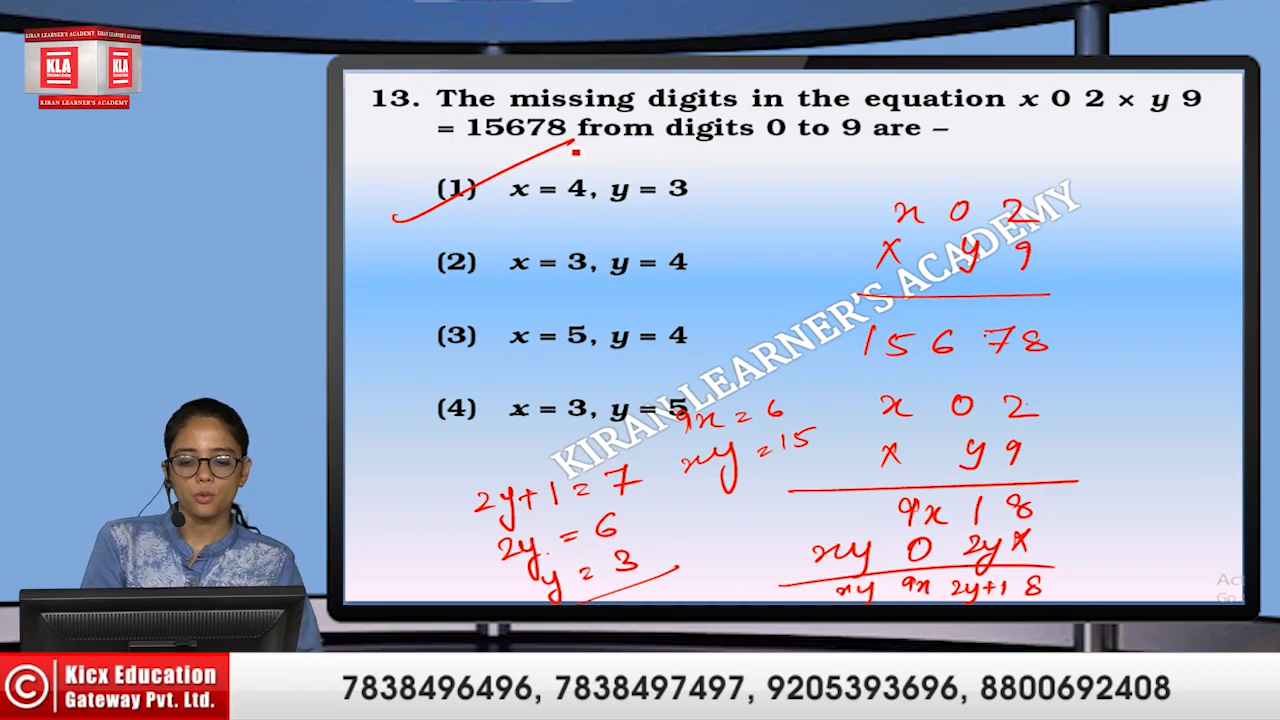 KIRAN LEARNER'S ACADEMY KIRAN LEARNER'S ACADEMY
KLA KLA
KIRAN LEARNER'S ACADEMY
13. The missing digits in the equation x 0 2 × y 9
= 15678 from digits 0 to 9 are –
(1) x = 4, y = 3
(2) x = 3, y = 4
(3) x = 5, y = 4
(4) x = 3, y = 5
KIRAN LEARNER'S ACADEMY
x 0 2
× y 9
1 5 6 7 8
x 0 2
× y 9
9x 1 8
xy 0 2y ×
xy 9x 2y+1 8
9x = 6
xy = 15
2y+1 = 7
2y = 6
y = 3
© Kicx Education
Gateway Pvt. Ltd.
7838496496, 7838497497, 9205393696, 8800692408